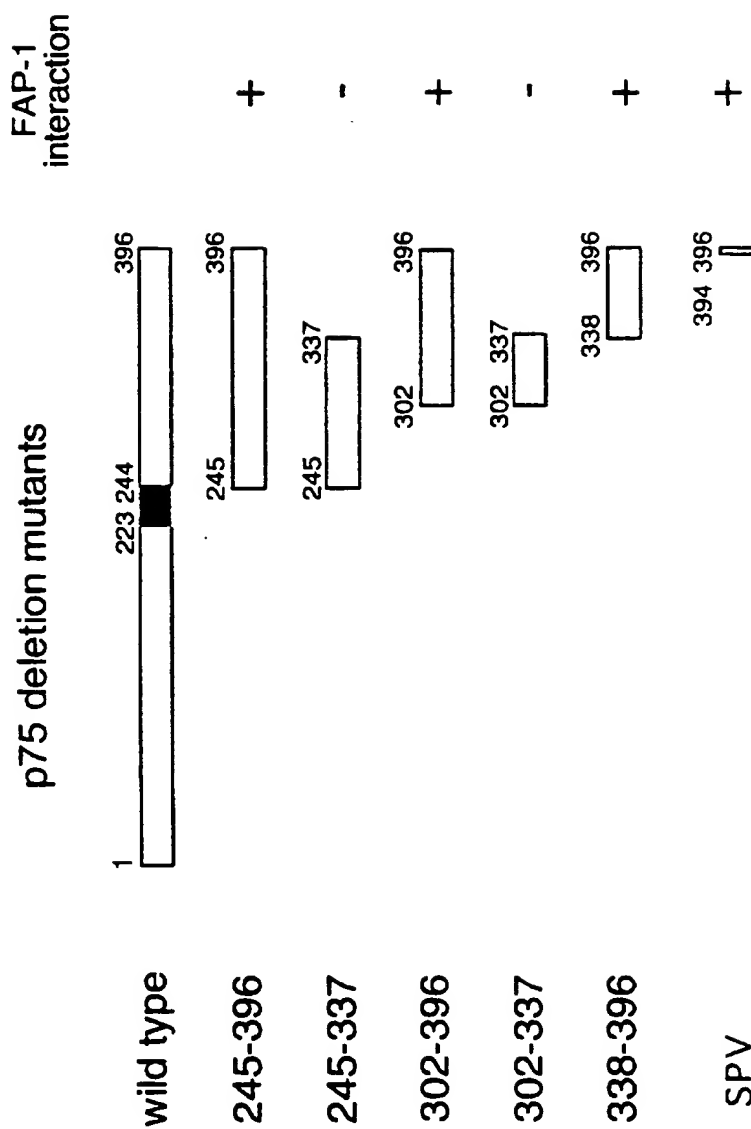 p75 deletion mutants
FAP-1
interaction
wild type 1 223 244 396
245-396 245 396 +
245-337 245 337 -
302-396 302 396 +
302-337 302 337 -
338-396 338 396 +
SPV 394 396 +